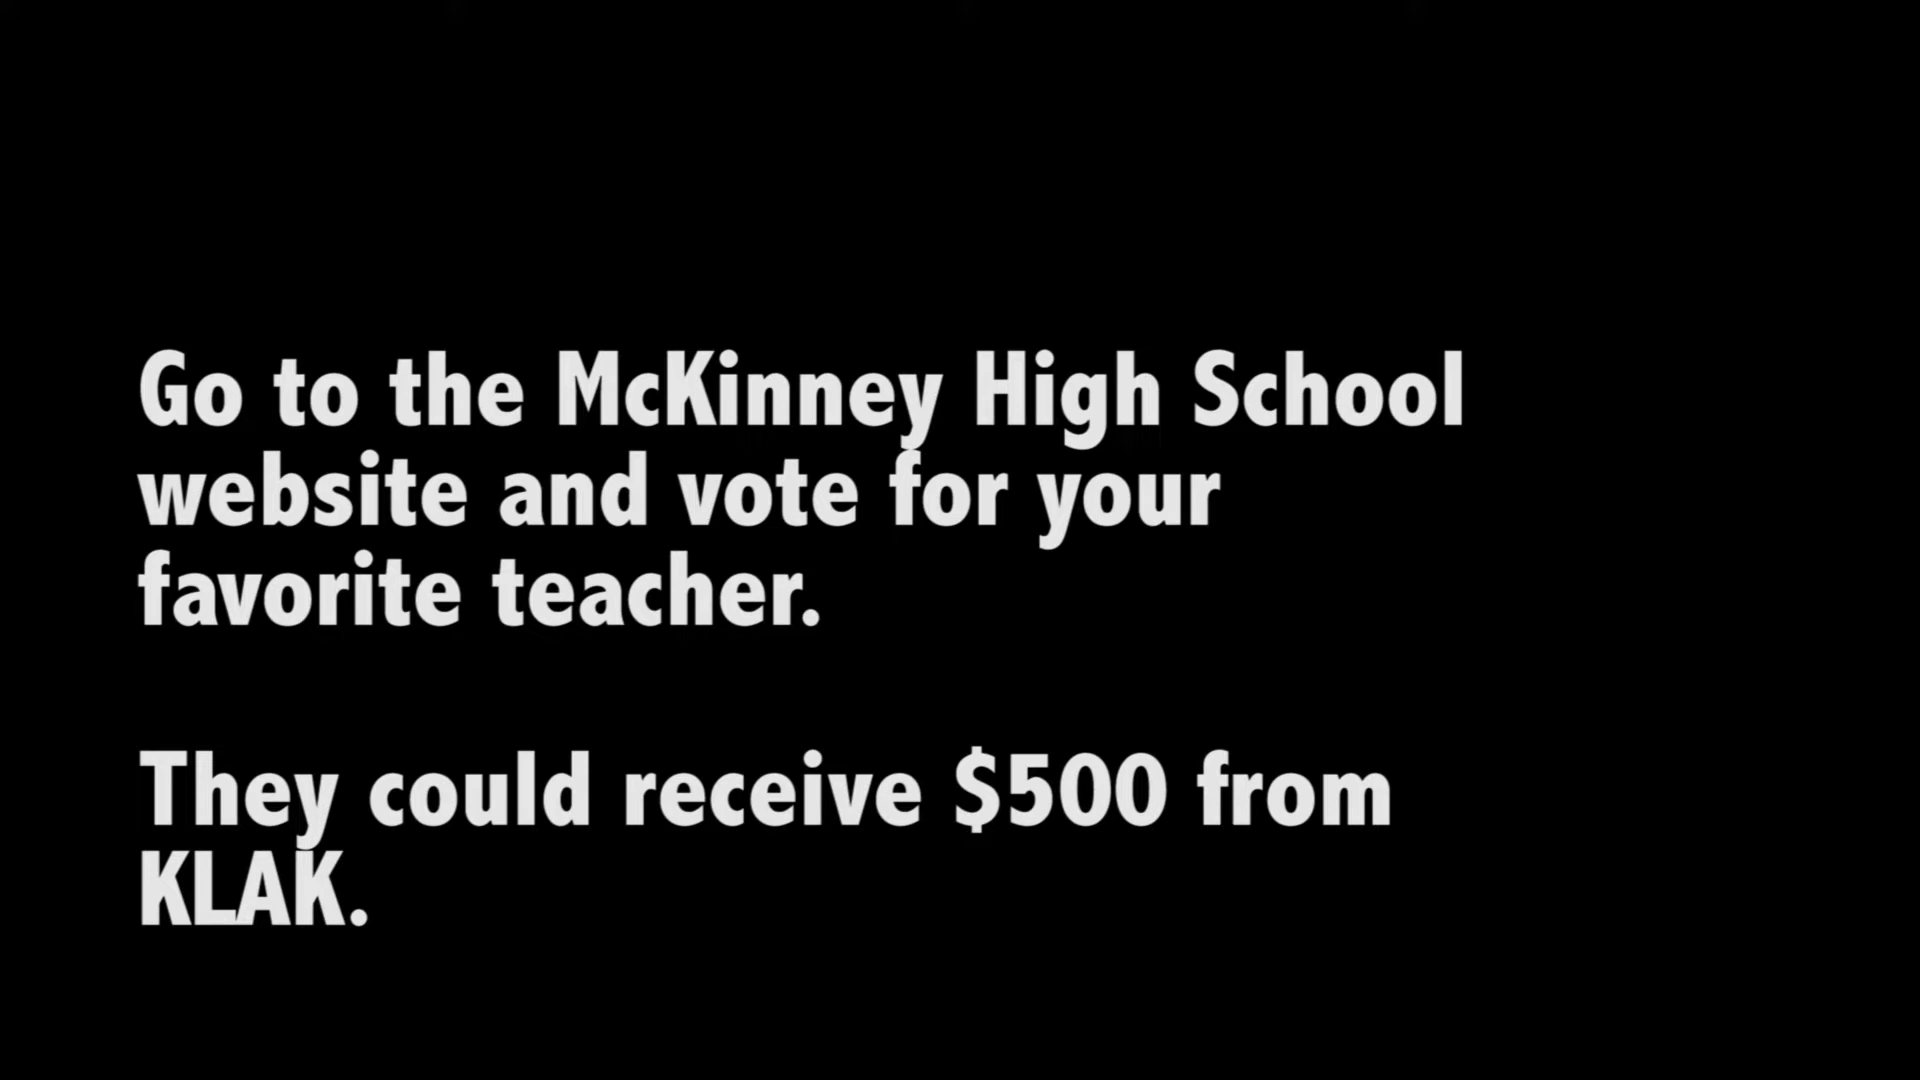 Go to the McKinney High School
website and vote for your
favorite teacher.
They could receive $500 from
KLAK.